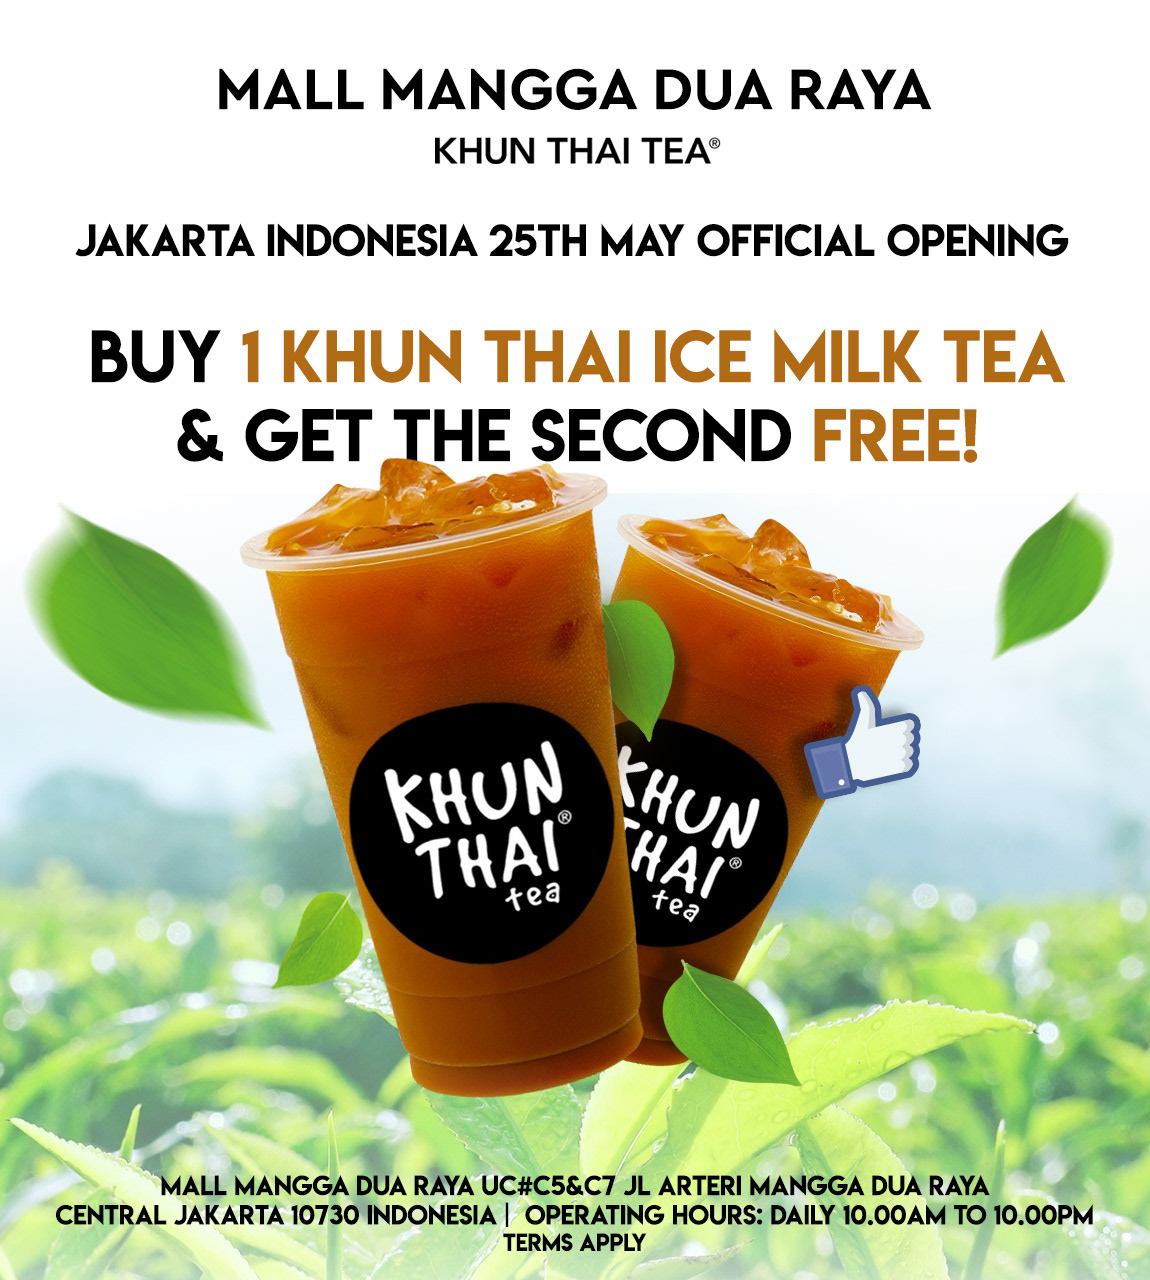 MALL MANGGA DUA RAYA
KHUN THAI TEA®
JAKARTA INDONESIA 25TH MAY OFFICIAL OPENING
BUY 1 KHUN THAI ICE MILK TEA
& GET THE SECOND FREE!
KHUN
THAI®
tea
KHUN
THAI®
tea
MALL MANGGA DUA RAYA UC#C5&C7 JL ARTERI MANGGA DUA RAYA
CENTRAL JAKARTA 10730 INDONESIA | OPERATING HOURS: DAILY 10.00AM TO 10.00PM
TERMS APPLY